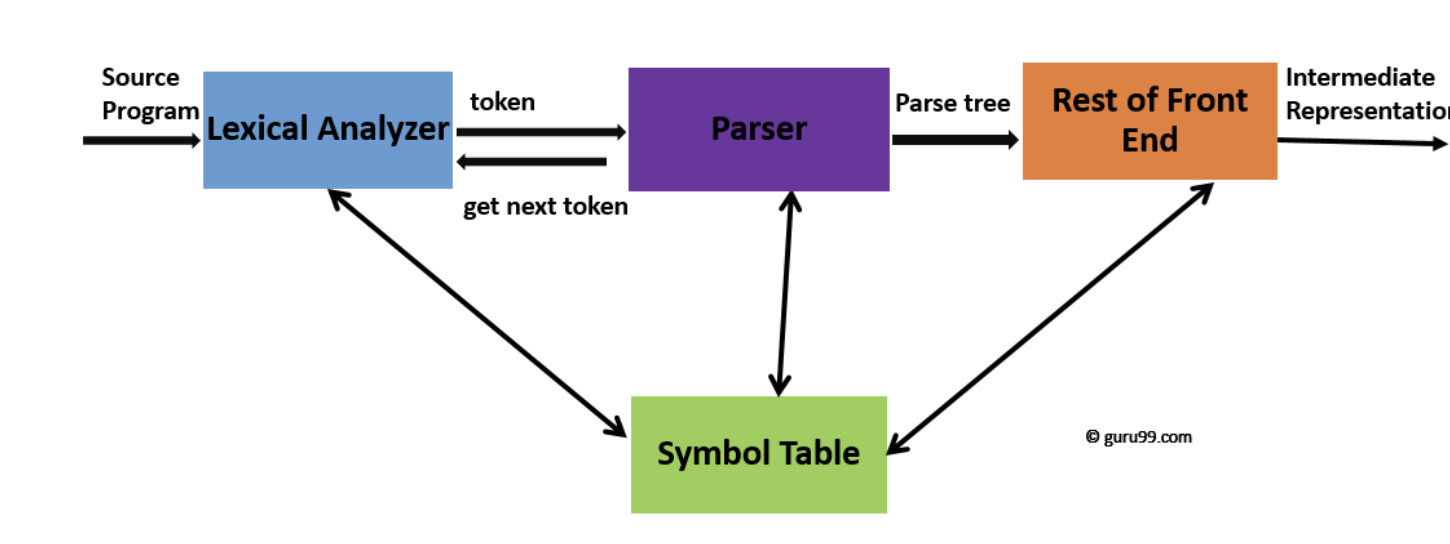 Source
Program
Lexical Analyzer
token
get next token
Parser
Parse tree
Rest of Front
End
Intermediate
Representatio
Symbol Table
© guru99.com